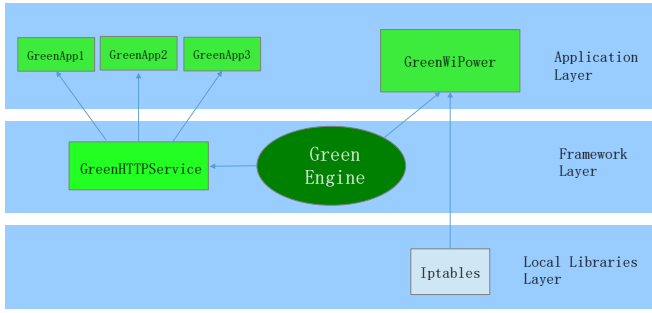 GreenApp1
GreenApp2
GreenApp3
GreenWiPower
Application
Layer
GreenHTTPService
Green
Engine
Framework
Layer
Iptables
Local Libraries
Layer